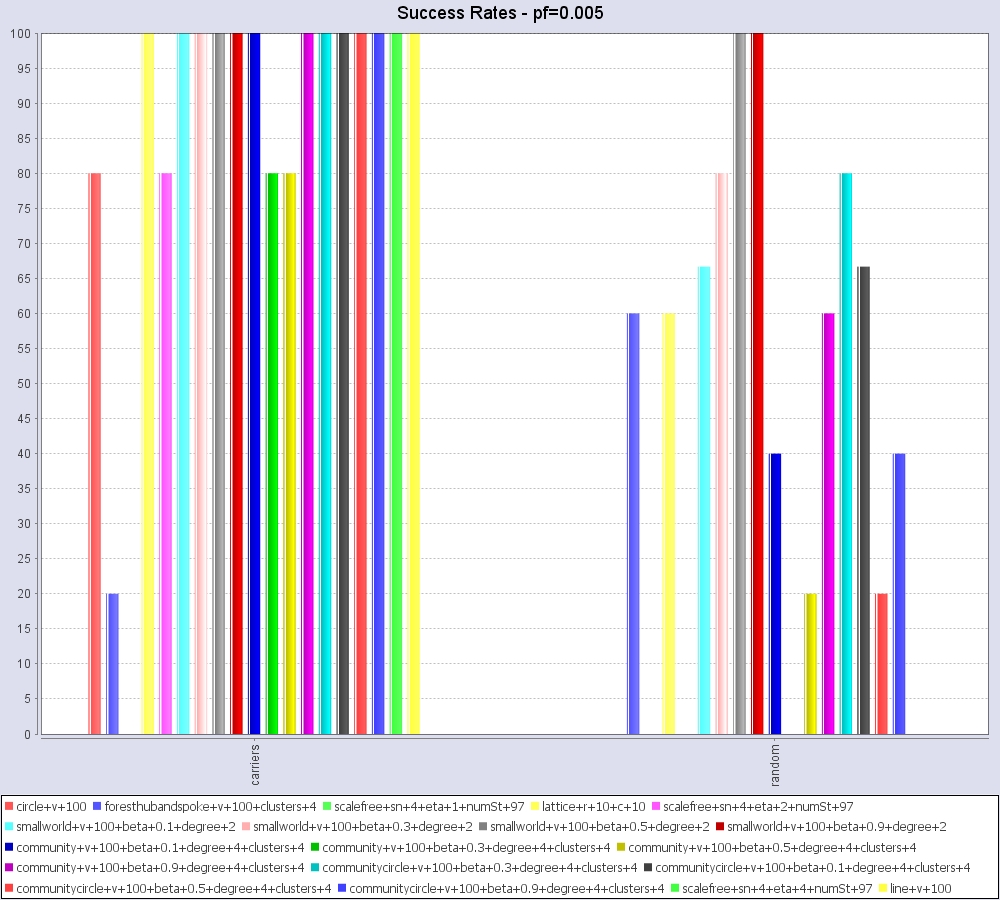 Success Rates - pf=0.005
100
95
90
85
80
75
70
65
60
55
50
45
40
35
30
25
20
15
10
5
0
carriers
random
circle+v+100 foresthubandspoke+v+100+clusters+4 scalefree+sn+4+eta+1+numSt+97 lattice+r+10+c+10 scalefree+sn+4+eta+2+numSt+97
smallworld+v+100+beta+0.1+degree+2 smallworld+v+100+beta+0.3+degree+2 smallworld+v+100+beta+0.5+degree+2 smallworld+v+100+beta+0.9+degree+2
community+v+100+beta+0.1+degree+4+clusters+4 community+v+100+beta+0.3+degree+4+clusters+4 community+v+100+beta+0.5+degree+4+clusters+4
community+v+100+beta+0.9+degree+4+clusters+4 communitycircle+v+100+beta+0.3+degree+4+clusters+4 communitycircle+v+100+beta+0.1+degree+4+clusters+4
communitycircle+v+100+beta+0.5+degree+4+clusters+4 communitycircle+v+100+beta+0.9+degree+4+clusters+4 scalefree+sn+4+eta+4+numSt+97 line+v+100